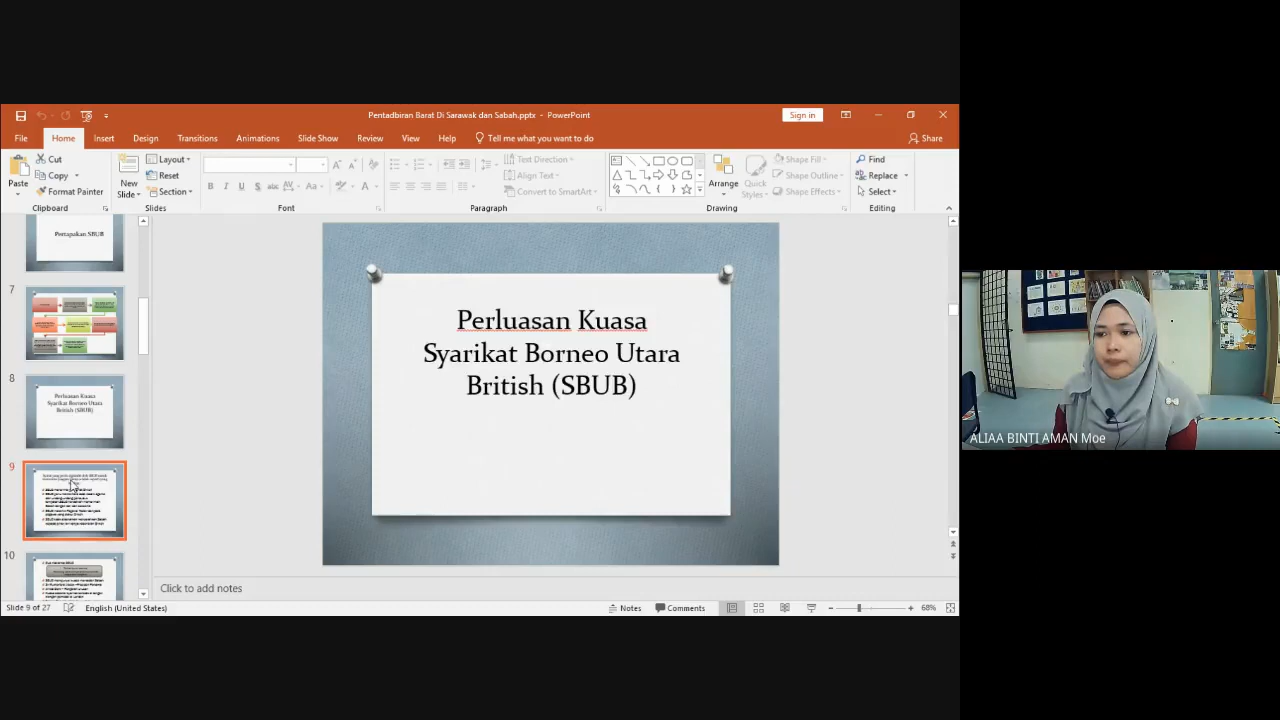 Pentadbiran Barat Di Sarawak dan Sabah.pptx - PowerPoint
Sign in
File Home Insert Design Transitions Animations Slide Show Review View Help Tell me what you want to do Share
Paste
Cut
Copy
Format Painter
Clipboard
New Slide
Layout
Reset
Section
Slides
B I U S abc AV Aa A
Font
Text Direction
Align Text
Convert to SmartArt
Paragraph
Arrange
Quick Styles
Shape Fill
Shape Outline
Shape Effects
Drawing
Find
Replace
Select
Editing
Pertapakan SBUB
7
8
Perluasan Kuasa
Syarikat Borneo Utara
British (SBUB)
9
10
Perluasan Kuasa
Syarikat Borneo Utara
British (SBUB)
Click to add notes
Slide 9 of 27 English (United States) Notes Comments 68%
ALIAA BINTI AMAN Moe